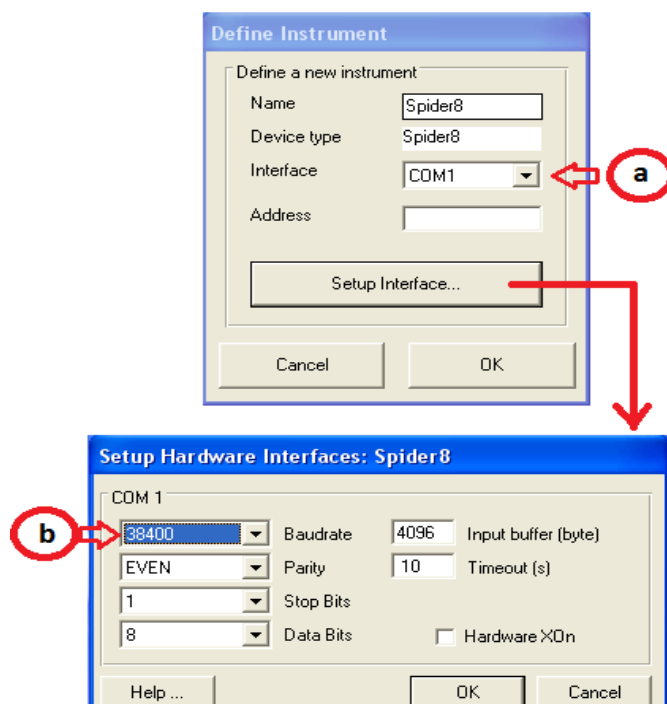 Define Instrument
Define a new instrument
Name Spider8
Device type Spider8
Interface COM1
a
Address
Setup Interface...
Cancel OK
Setup Hardware Interfaces: Spider8
COM 1
b
38400 Baudrate 4096 Input buffer (byte)
EVEN Parity 10 Timeout (s)
1 Stop Bits
8 Data Bits Hardware XOn
Help ... OK Cancel